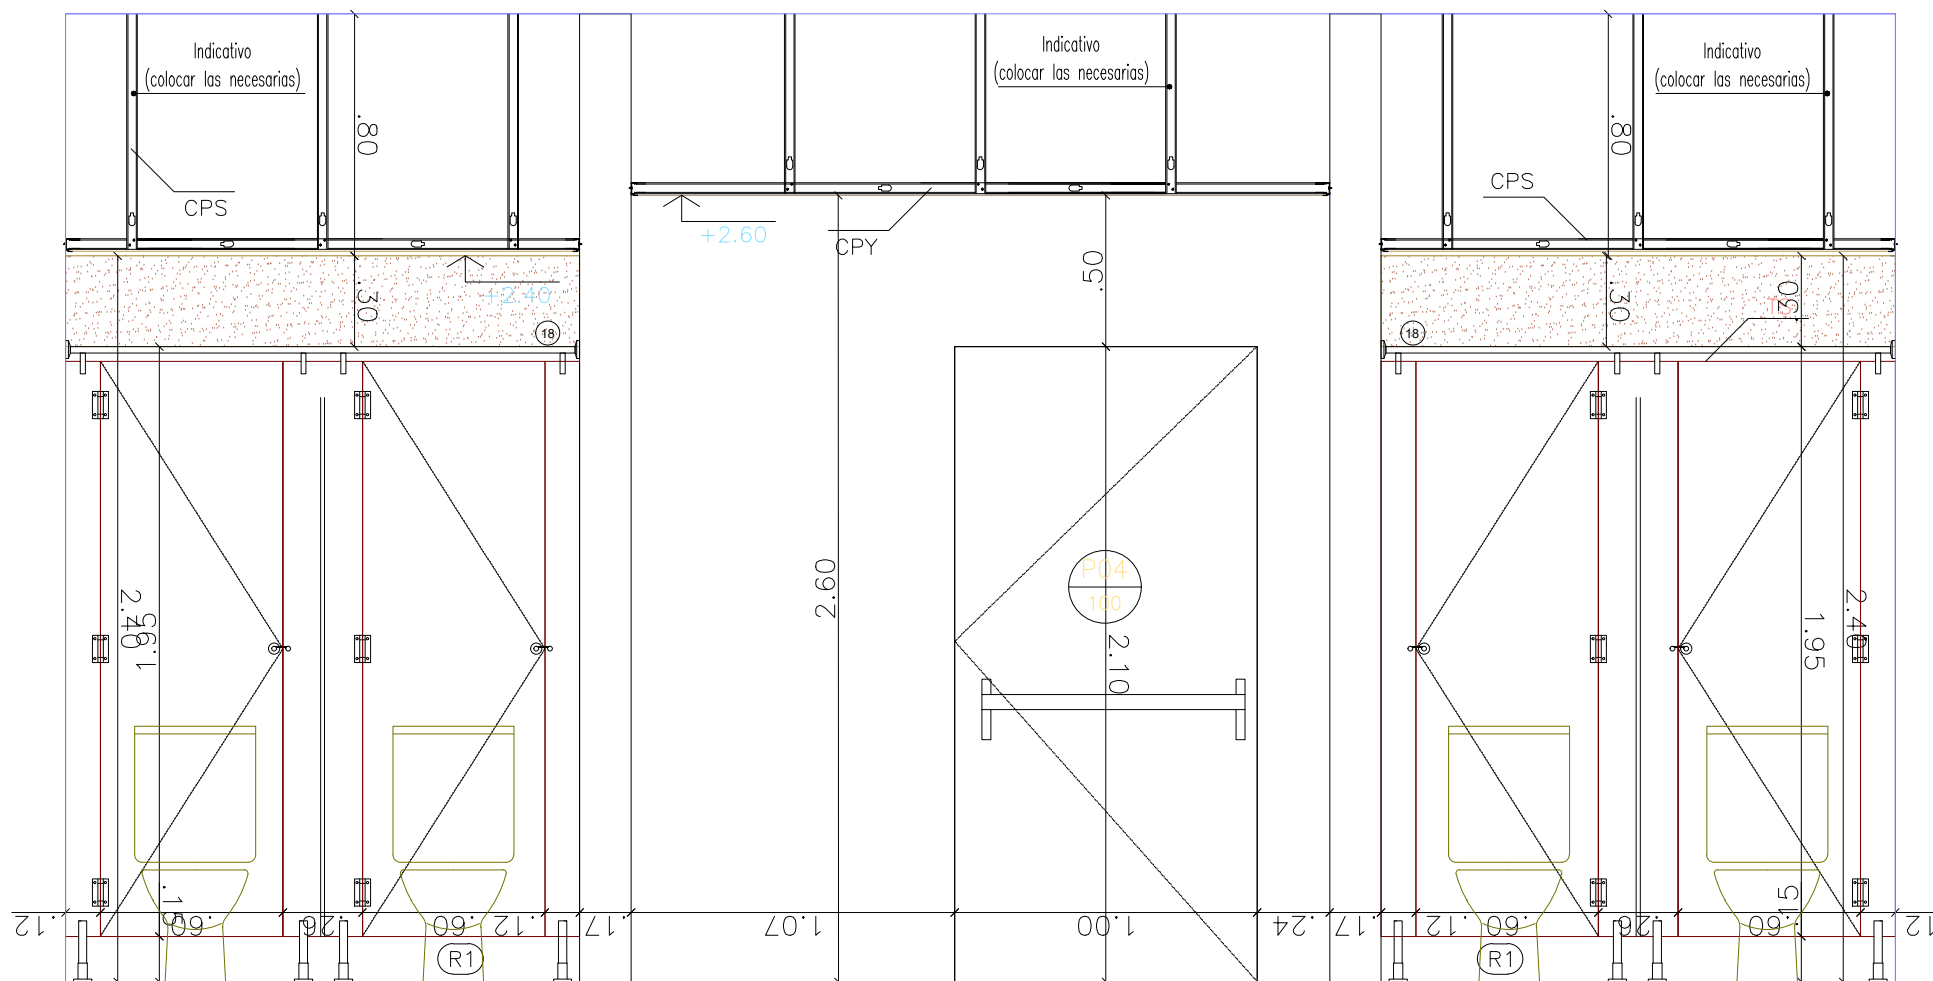 Indicativo
(colocar las necesarias)
Indicativo
(colocar las necesarias)
Indicativo
(colocar las necesarias)
.80
.80
CPS
CPS
+2.60
CPY
.50
+2.40
.30
.30
18
18
P04
100
2.60
2.40
1.95
2.10
1.95
2.40
.15
.12
.60
.26
.60
.12
.17
1.07
1.00
.24
.17
.12
.60
.26
.60
.12
R1
R1